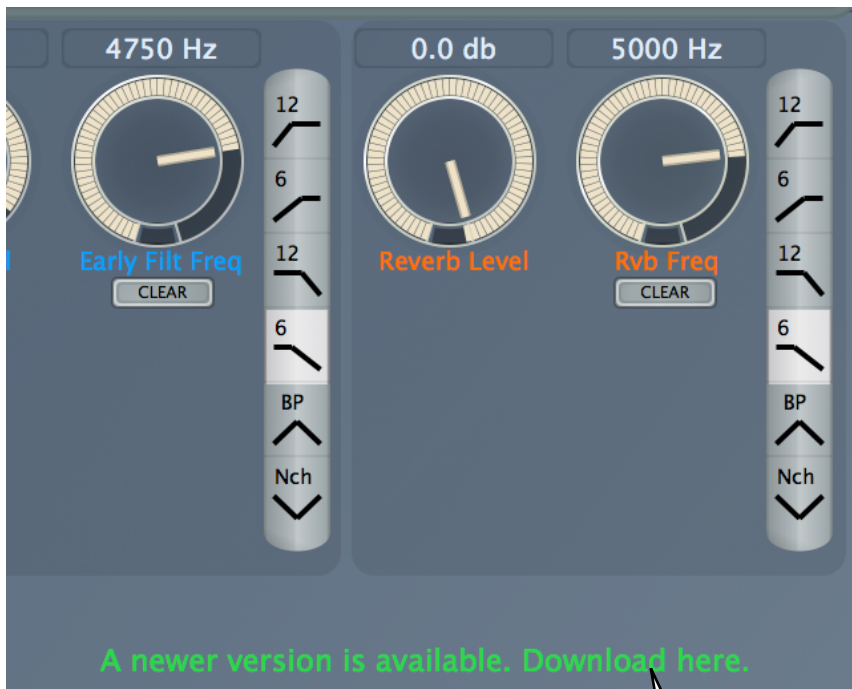 4750 Hz
0.0 db
5000 Hz
12
6
12
6
BP
Nch
Early Filt Freq
CLEAR
Reverb Level
Rvb Freq
CLEAR
12
6
12
6
BP
Nch
A newer version is available. Download here.